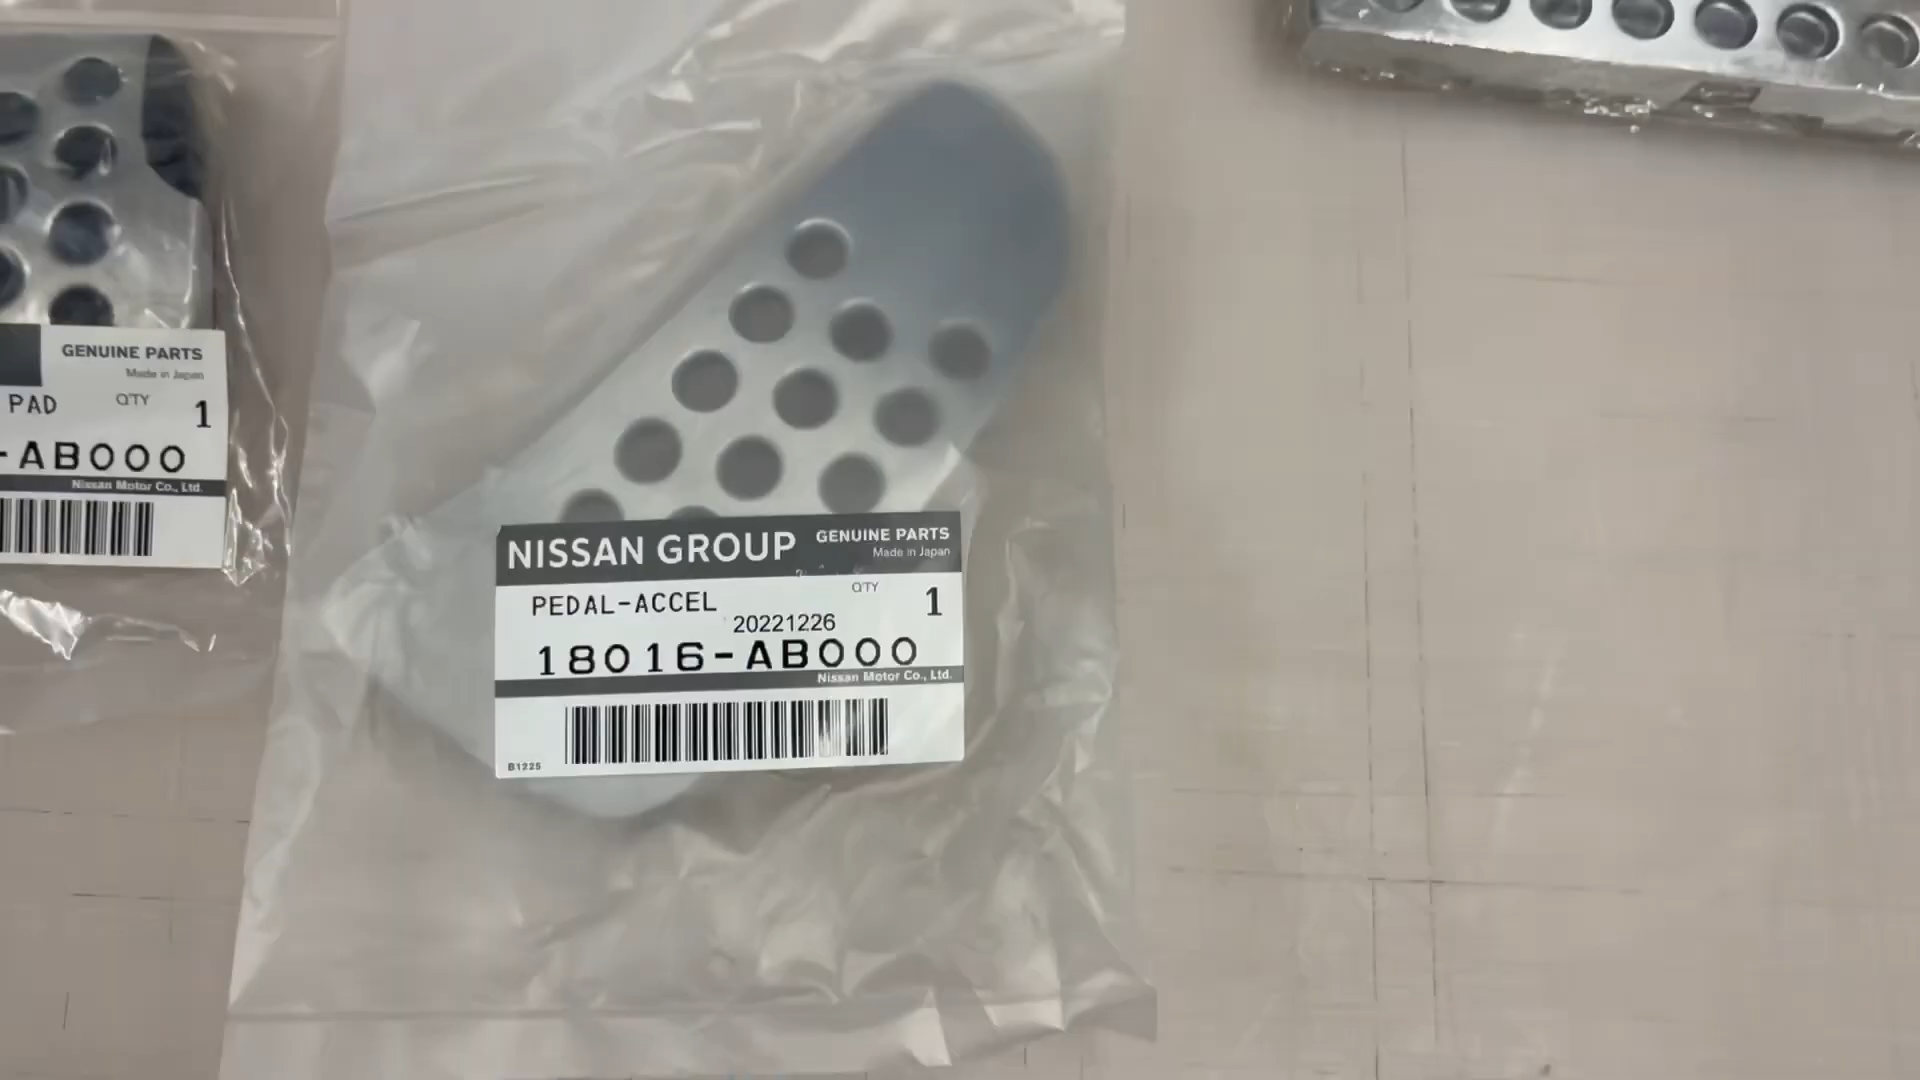 GENUINE PARTS
Made in Japan
PAD Q'TY 1
-AB000
Nissan Motor Co., Ltd.
NISSAN GROUP GENUINE PARTS
Made in Japan
Q'TY
PEDAL-ACCEL 1
20221226
18016-AB000
Nissan Motor Co., Ltd.
B1225